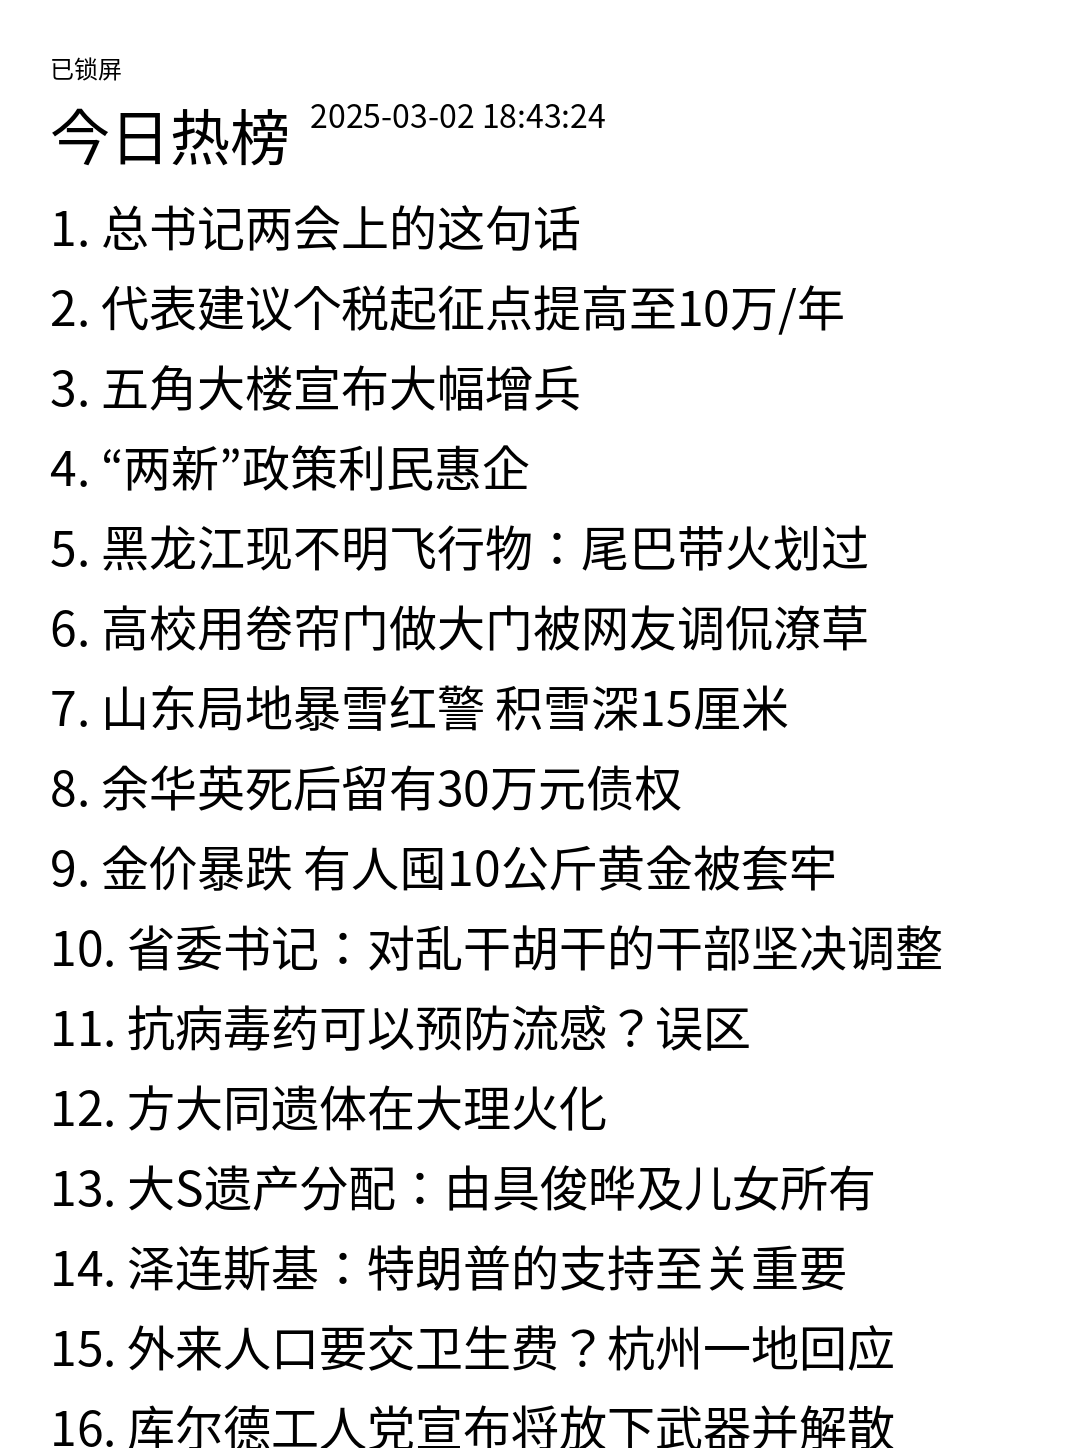 已锁屏
今日热榜 2025-03-02 18:43:24
1. 总书记两会上的这句话
2. 代表建议个税起征点提高至10万/年
3. 五角大楼宣布大幅增兵
4. “两新”政策利民惠企
5. 黑龙江现不明飞行物：尾巴带火划过
6. 高校用卷帘门做大门被网友调侃潦草
7. 山东局地暴雪红警 积雪深15厘米
8. 余华英死后留有30万元债权
9. 金价暴跌 有人囤10公斤黄金被套牢
10. 省委书记：对乱干胡干的干部坚决调整
11. 抗病毒药可以预防流感？误区
12. 方大同遗体在大理火化
13. 大S遗产分配：由具俊晔及儿女所有
14. 泽连斯基：特朗普的支持至关重要
15. 外来人口要交卫生费？杭州一地回应
16. 库尔德工人党宣布将放下武器并解散